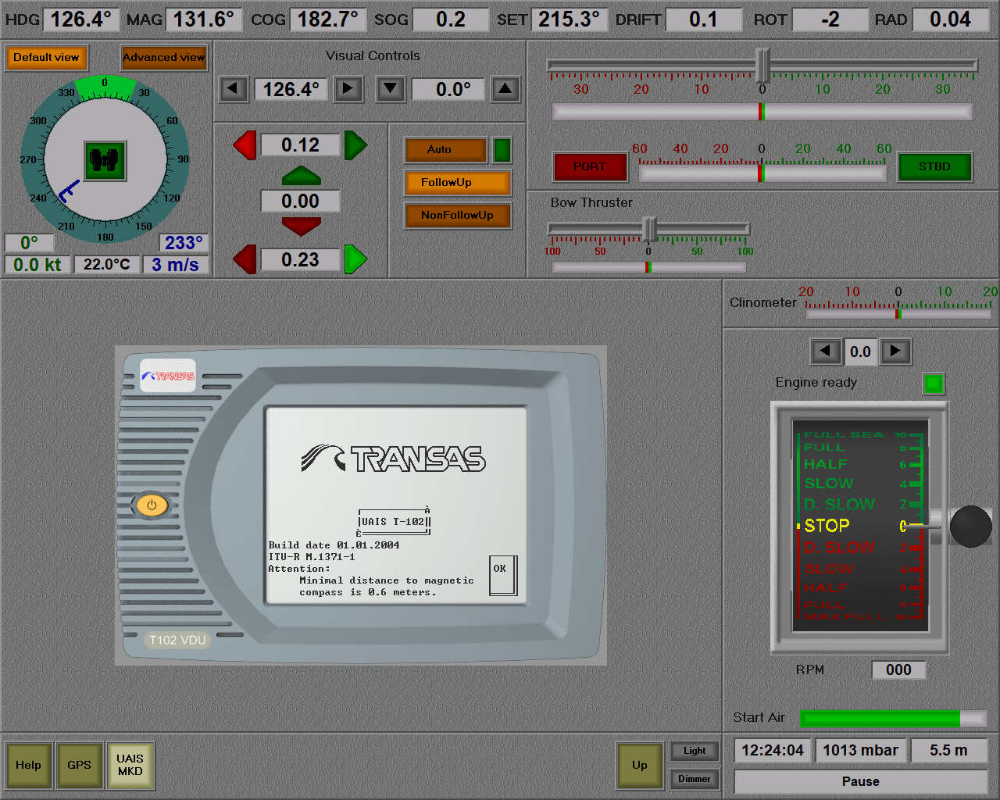 HDG 126.4° MAG 131.6° COG 182.7° SOG 0.2 SET 215.3° DRIFT 0.1 ROT -2 RAD 0.04
Default view Advanced view
0
330 30
300 60
270 90
240 120
210 150
180
0° 233°
0.0 kt 22.0°C 3 m/s
Visual Controls
126.4° 0.0°
0.12
0.00
0.23
Auto
FollowUp
NonFollowUp
30 20 10 0 10 20 30
60 40 20 0 20 40 60
PORT STBD
Bow Thruster
100 50 0 50 100
20 10 0 10 20
Clinometer
0.0
Engine ready
FULL SEA 10
FULL 8
HALF 6
SLOW 4
D. SLOW 2
STOP 0
D. SLOW 2
SLOW 4
HALF 6
FULL 8
MAX FULL 10
RPM 000
Start Air
TRANSAS
TRANSAS
À
UAIS T-102
È
Build date 01.01.2004
ITU-R M.1371-1
Attention:
Minimal distance to magnetic
compass is 0.6 meters.
OK
T102 VDU
Help GPS UAIS MKD Up Light Dimmer
12:24:04 1013 mbar 5.5 m
Pause